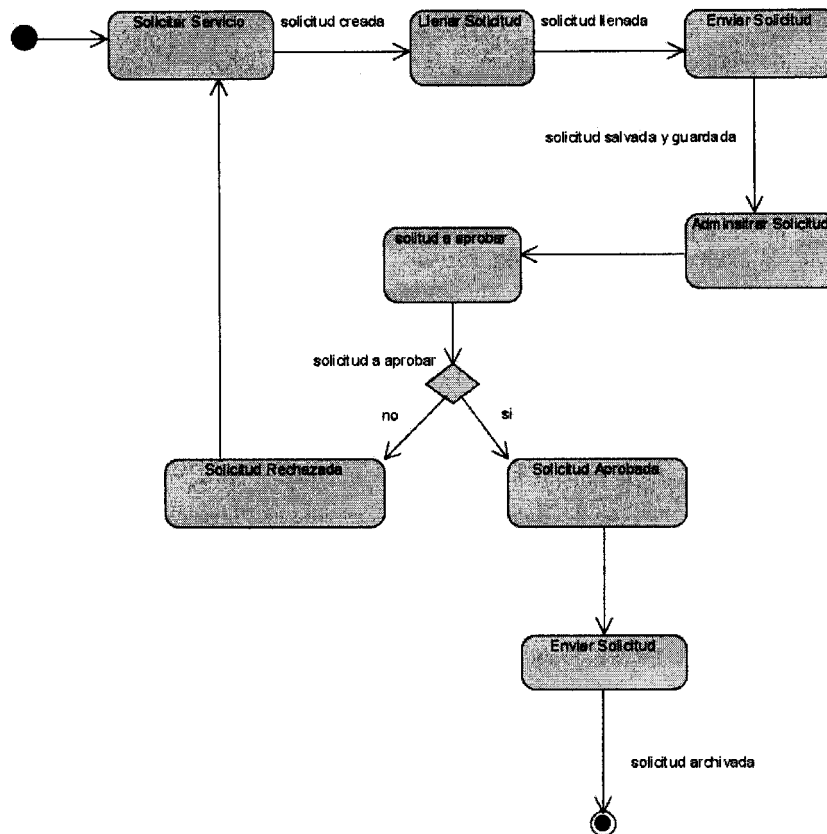 Solicitar Servicio
solicitud creada
Llenar Solicitud
solicitud llenada
Enviar Solicitud
solicitud salvada y guardada
Adminsitrar Solicitud
solitud a aprobar
solicitud a aprobar
no
si
Solicitud Rechazada
Solicitud Aprobada
Enviar Solicitud
solicitud archivada